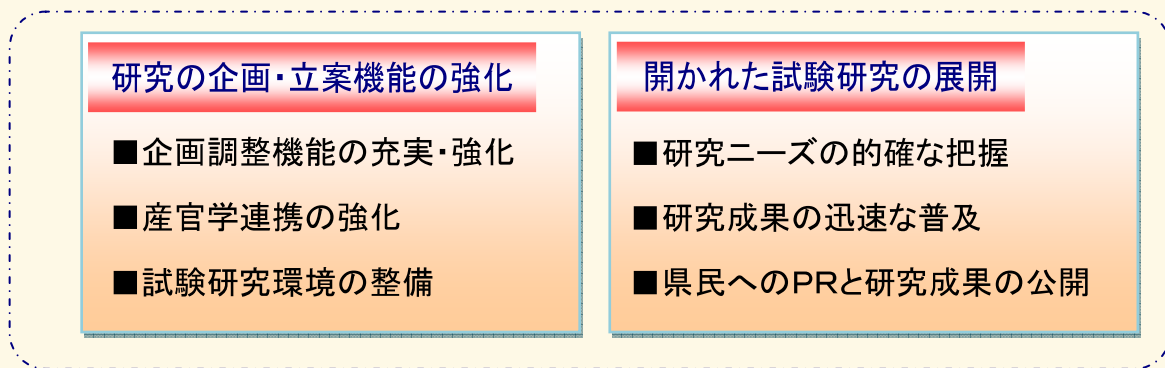 研究の企画・立案機能の強化
■企画調整機能の充実・強化
■産官学連携の強化
■試験研究環境の整備
開かれた試験研究の展開
■研究ニーズの的確な把握
■研究成果の迅速な普及
■県民へのPRと研究成果の公開